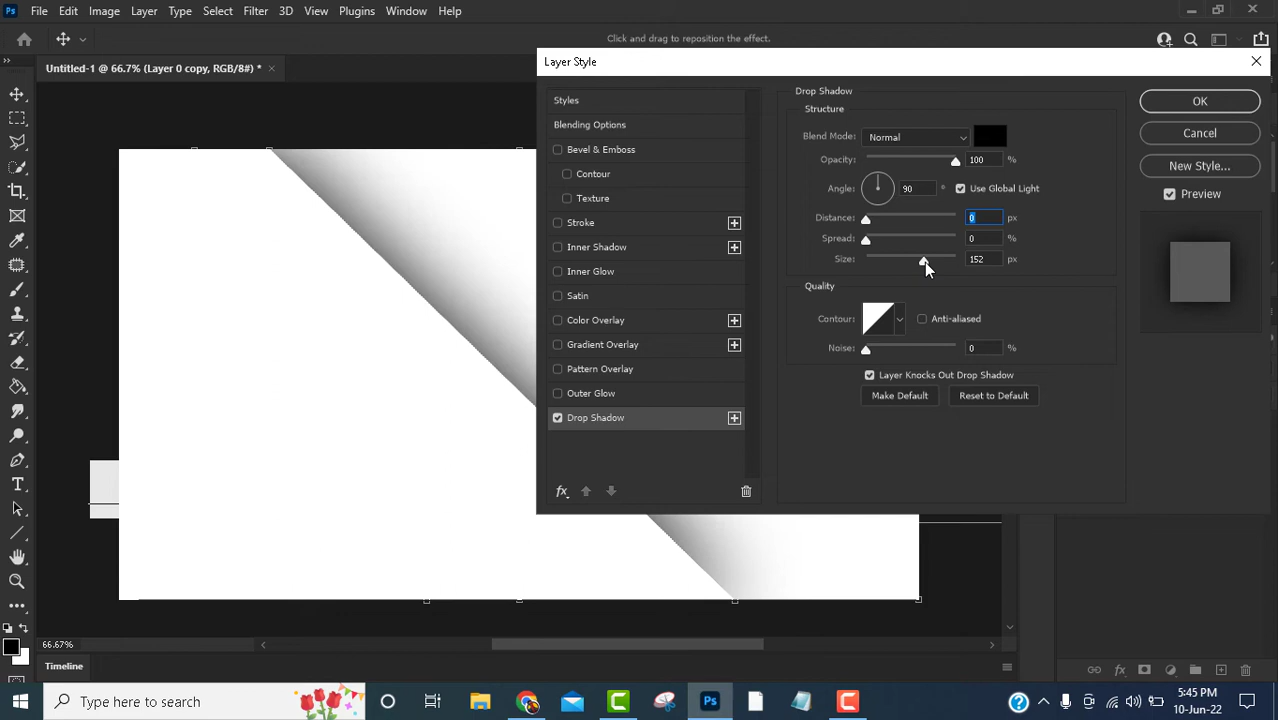 Ps File Edit Image Layer Type Select Filter 3D View Plugins Window Help
Click and drag to reposition the effect.
Untitled-1 @ 66.7% (Layer 0 copy, RGB/8#) * ×
Layer Style
Styles
Blending Options
Bevel & Emboss
Contour
Texture
Stroke
Inner Shadow
Inner Glow
Satin
Color Overlay
Gradient Overlay
Pattern Overlay
Outer Glow
Drop Shadow
fx
Drop Shadow
Structure
Blend Mode: Normal
Opacity: 100 %
Angle: 90 ° Use Global Light
Distance: 0 px
Spread: 0 %
Size: 152 px
Quality
Contour: Anti-aliased
Noise: 0 %
Layer Knocks Out Drop Shadow
Make Default Reset to Default
OK
Cancel
New Style...
Preview
66.67%
Timeline
fx
Type here to search
Ps
5:45 PM
10-Jun-22